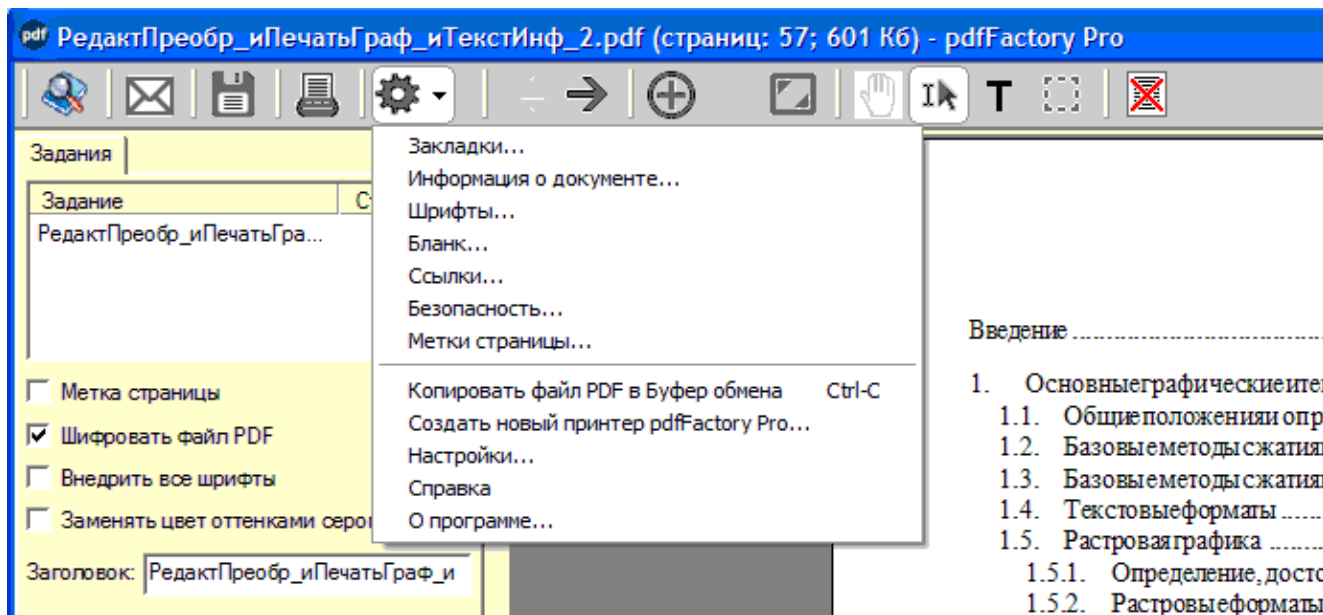 pdf РедактПреобр_иПечатьГраф_иТекстИнф_2.pdf (страниц: 57; 601 Кб) - pdfFactory Pro
T
Задания
Задание
РедактПреобр_иПечатьГра...
Метка страницы
Шифровать файл PDF
Внедрить все шрифты
Заменять цвет оттенками
Заголовок: РедактПреобр_иПечатьГраф_и
Закладки...
Информация о документе...
Шрифты...
Бланк...
Ссылки...
Безопасность...
Метки страницы...
Копировать файл PDF в Буфер обмена Ctrl-C
Создать новый принтер pdfFactory Pro...
Настройки...
Справка
О программе...
Введение
1. Основныеграфическиеите
1.1. Общиеположенияи опр
1.2. Базовыеметодысжатия
1.3. Базовыеметодысжатия
1.4. Текстовыеформаты
1.5. Растроваяграфика
1.5.1. Определение,досто
1.5.2. Растровыеформаты